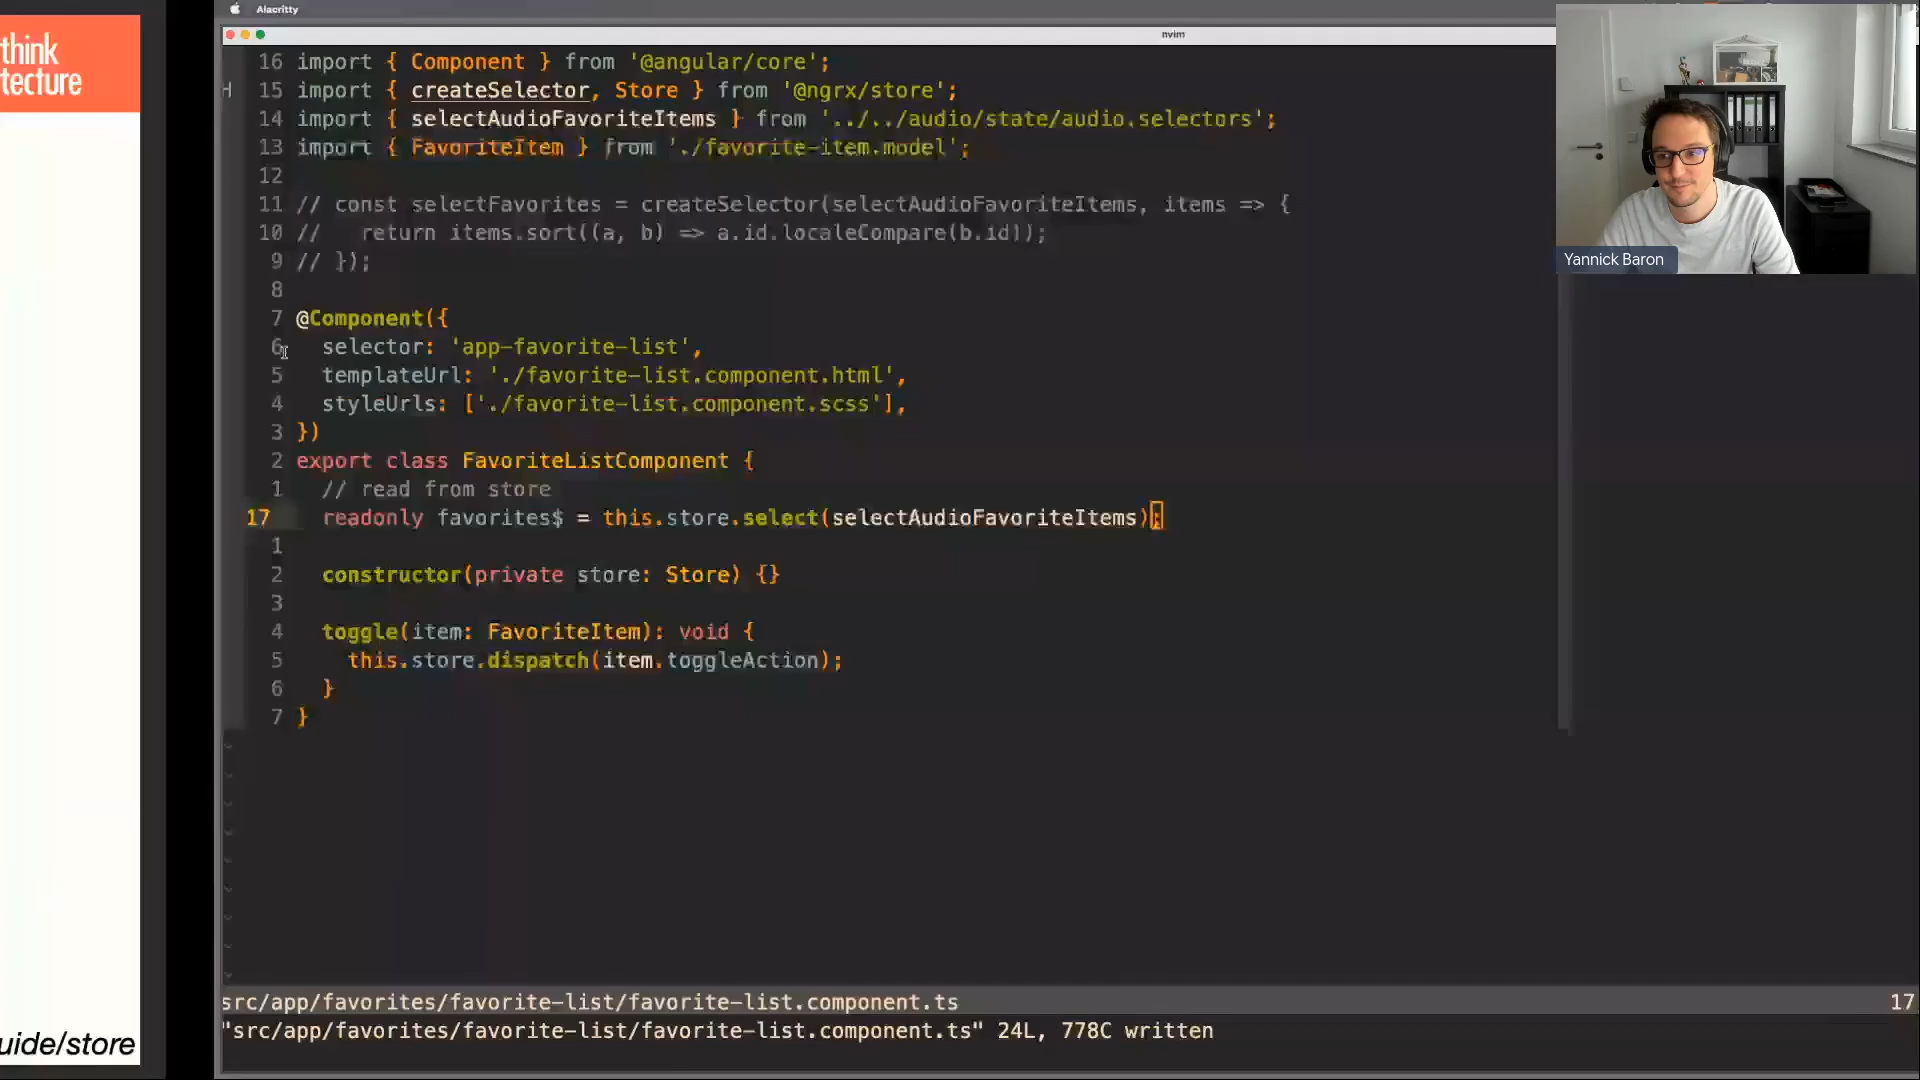 Alacritty
think
tecture
nvim
16 import { Component } from '@angular/core';
H 15 import { createSelector, Store } from '@ngrx/store';
14 import { selectAudioFavoriteItems } from '../../audio/state/audio.selectors';
13 import { FavoriteItem } from './favorite-item.model';
12
11 // const selectFavorites = createSelector(selectAudioFavoriteItems, items => {
10 //   return items.sort((a, b) => a.id.localeCompare(b.id));
9 // });
8
7 @Component({
6   selector: 'app-favorite-list',
5   templateUrl: './favorite-list.component.html',
4   styleUrls: ['./favorite-list.component.scss'],
3 })
2 export class FavoriteListComponent {
1   // read from store
17   readonly favorites$ = this.store.select(selectAudioFavoriteItems);
1
2   constructor(private store: Store) {}
3
4   toggle(item: FavoriteItem): void {
5     this.store.dispatch(item.toggleAction);
6   }
7 }
src/app/favorites/favorite-list/favorite-list.component.ts 17
"src/app/favorites/favorite-list/favorite-list.component.ts" 24L, 778C written
uide/store
Yannick Baron